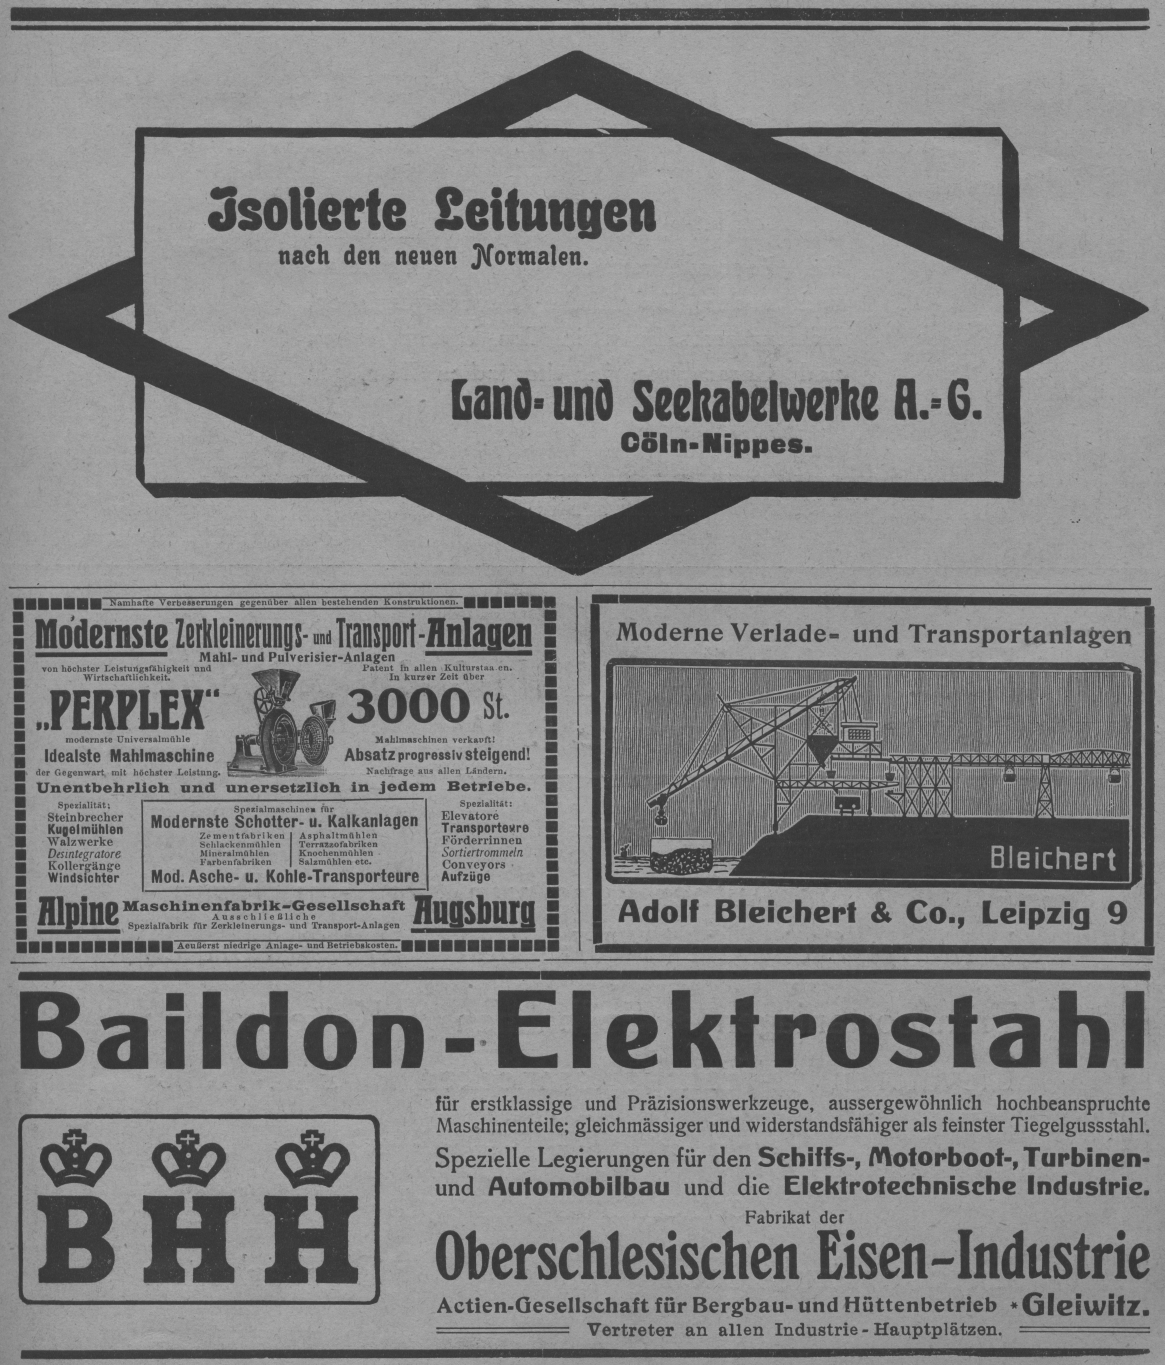 Isolierte Leitungen
nach den neuen Normalen.
Land- und Seekabelwerke A.-G.
Cöln-Nippes.
Namhafte Verbesserungen gegenüber allen bestehenden Konstruktionen.
Modernste Zerkleinerungs- und Transport-Anlagen
Mahl- und Pulverisier-Anlagen
von höchster Leistungsfähigkeit und
Wirtschaftlichkeit.
„PERPLEX“
modernste Universalmühle
Idealste Mahlmaschine
der Gegenwart mit höchster Leistung.
Patent in allen
In kurzer Zeit über
3000 St.
Mahlmaschinen verkauft!
Absatz progressiv steigend!
Nachfrage aus allen Ländern.
Unentbehrlich und unersetzlich in jedem Betriebe.
Spezialität:
Steinbrecher
Kugelmühlen
Walzwerke
Desintegratore
Kollergänge
Windsichter
Spezialmaschinen für
Modernste Schotter- u. Kalkanlagen
Zementfabriken
Schlackenmühlen
Mineralmühlen
Farbenfabriken
Asphaltmühlen
Terrazzofabriken
Knochenmühlen
Salzmühlen etc.
Mod. Asche- u. Kohle-Transporteure
Spezialität:
Elevatore
Transporteure
Förderrinnen
Sortiertrommeln
Conveyors
Aufzüge
Alpine Maschinenfabrik-Gesellschaft Augsburg
Ausschließliche
Spezialfabrik für Zerkleinerungs- und Transport-Anlagen
Aeußerst niedrige Anlage- und Betriebskosten.
Moderne Verlade- und Transportanlagen
Bleichert
Adolf Bleichert & Co., Leipzig 9
Baildon-Elektrostahl
BHH
für erstklassige und Präzisionswerkzeuge, aussergewöhnlich hochbeanspruchte
Maschinenteile; gleichmässiger und widerstandsfähiger als feinster Tiegelgussstahl.
Spezielle Legierungen für den Schiffs-, Motorboot-, Turbinen-
und Automobilbau und die Elektrotechnische Industrie.
Fabrikat der
Oberschlesischen Eisen-Industrie
Actien-Gesellschaft für Bergbau- und Hüttenbetrieb * Gleiwitz.
Vertreter an allen Industrie-Hauptplätzen.